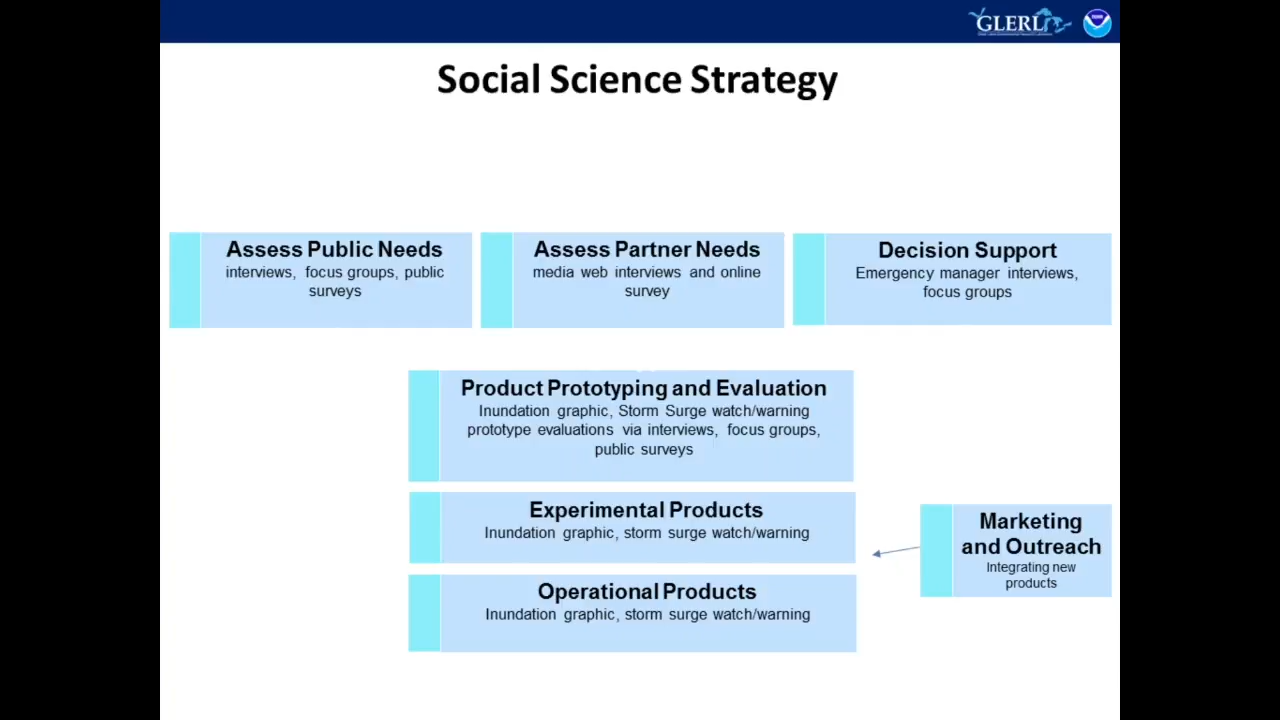 GLERL
Social Science Strategy
Assess Public Needs
interviews, focus groups, public
surveys
Assess Partner Needs
media web interviews and online
survey
Decision Support
Emergency manager interviews,
focus groups
Product Prototyping and Evaluation
Inundation graphic, Storm Surge watch/warning
prototype evaluations via interviews, focus groups,
public surveys
Experimental Products
Inundation graphic, storm surge watch/warning
Marketing
and Outreach
Integrating new
products
Operational Products
Inundation graphic, storm surge watch/warning